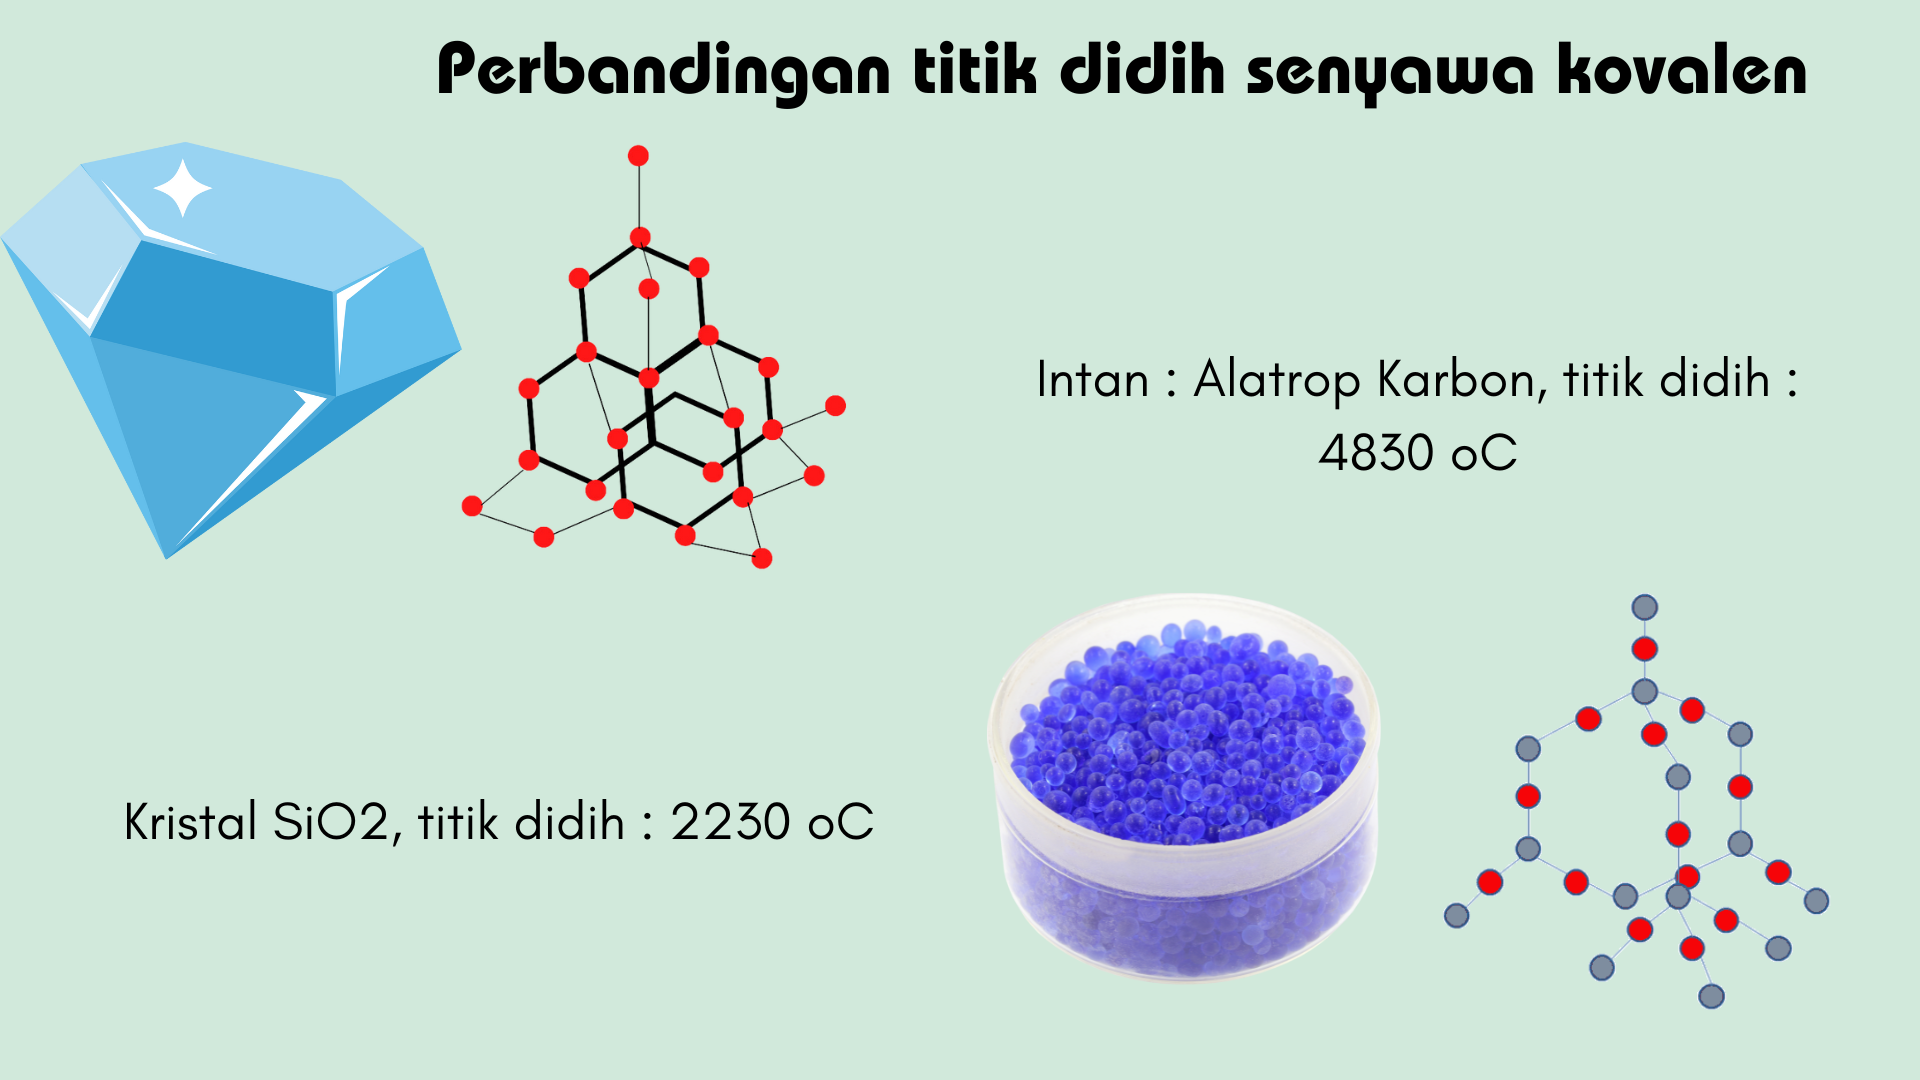 Perbandingan titik didih senyawa kovalen
Intan : Alatrop Karbon, titik didih :
4830 oC
Kristal SiO2, titik didih : 2230 oC